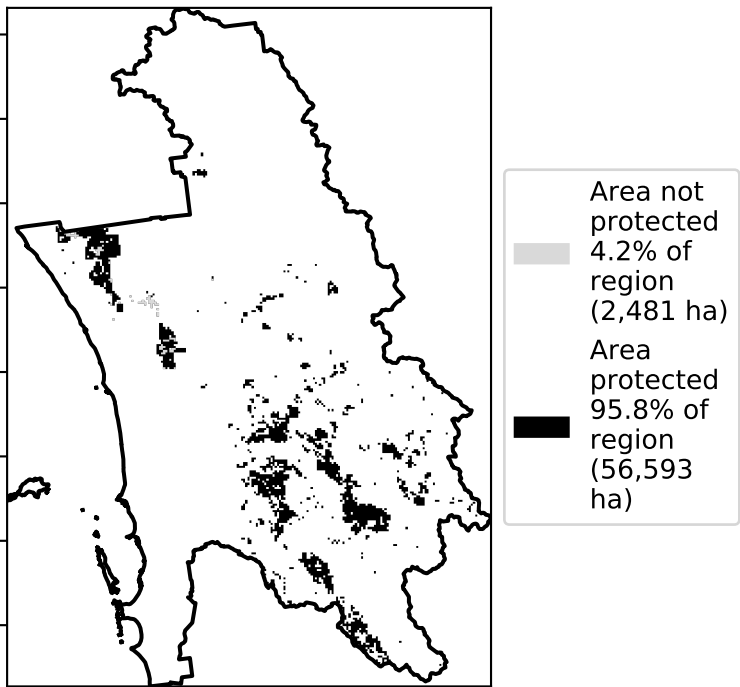 Area not
protected
4.2% of
region
(2,481 ha)
Area
protected
95.8% of
region
(56,593
ha)